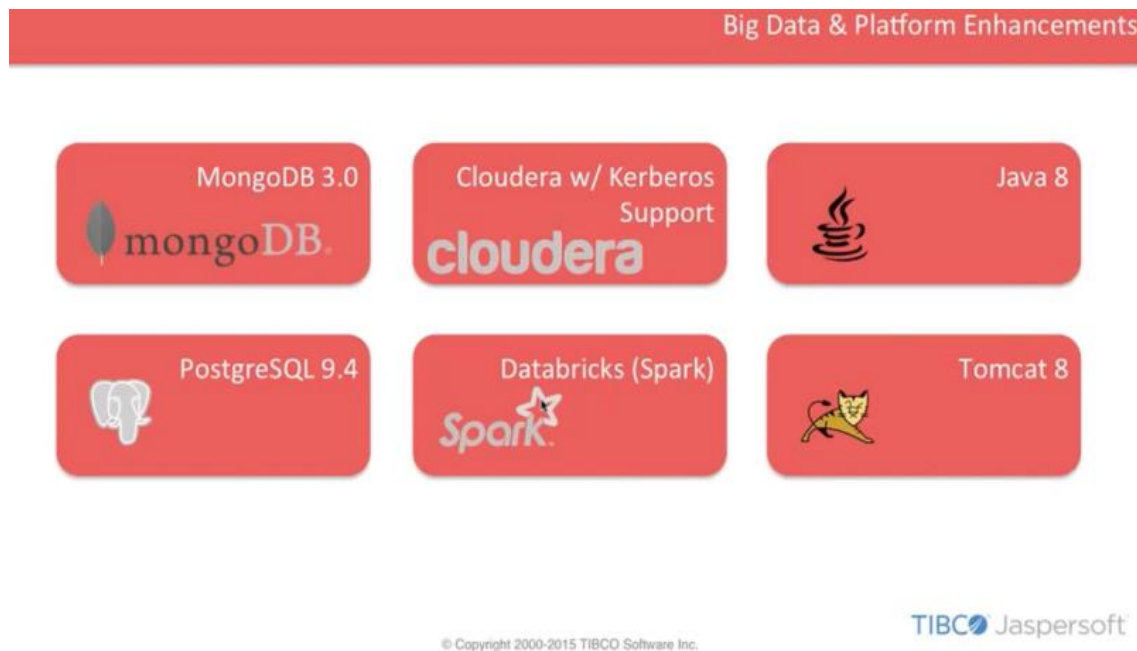 Big Data & Platform Enhancements
MongoDB 3.0
mongoDB.
Cloudera w/ Kerberos
Support
cloudera
Java 8
PostgreSQL 9.4
Databricks (Spark)
Spark
Tomcat 8
TIBCO Jaspersoft
© Copyright 2000-2015 TIBCO Software Inc.